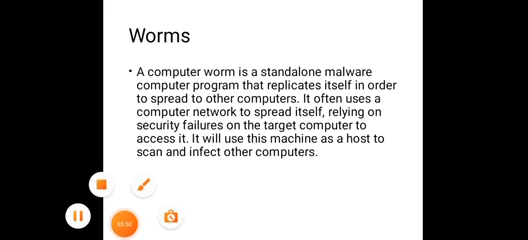 Worms
• A computer worm is a standalone malware
computer program that replicates itself in order
to spread to other computers. It often uses a
computer network to spread itself, relying on
security failures on the target computer to
access it. It will use this machine as a host to
scan and infect other computers.